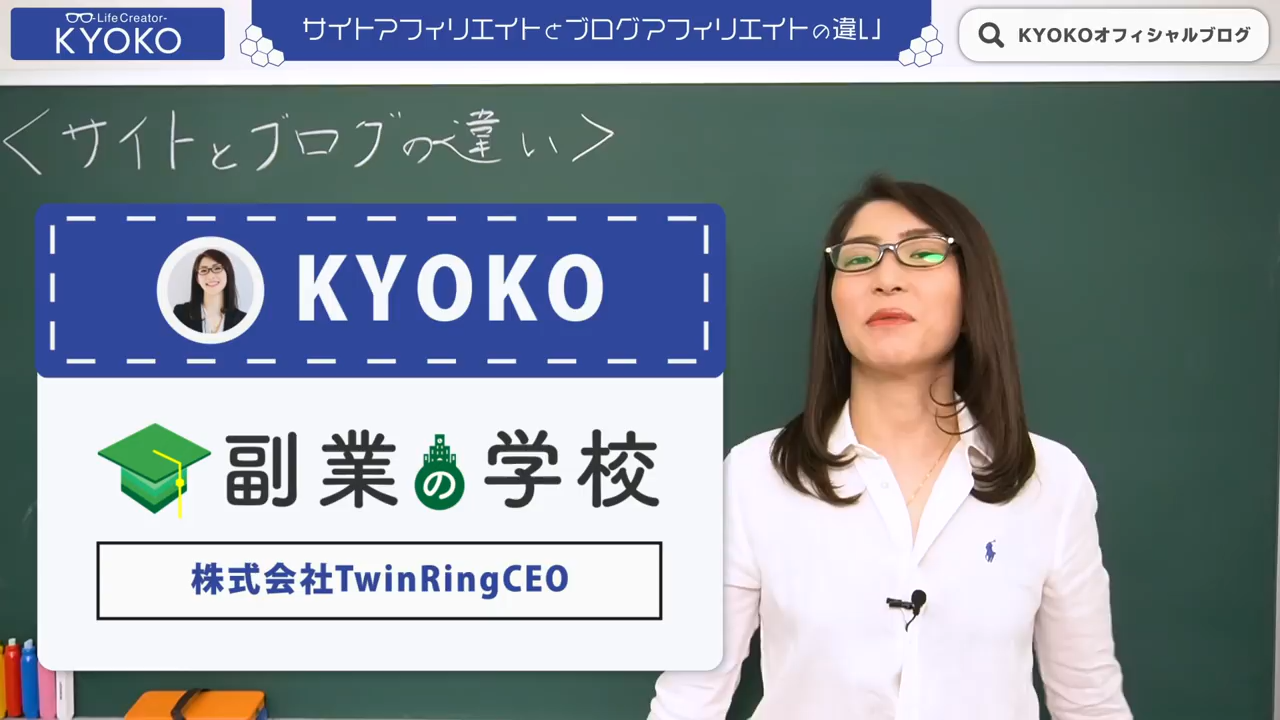 -Life Creator-
KYOKO
サイトアフィリエイトとブログアフィリエイトの違い
KYOKOオフィシャルブログ
＜サイトとブログの違い＞
KYOKO
副業の学校
株式会社TwinRingCEO